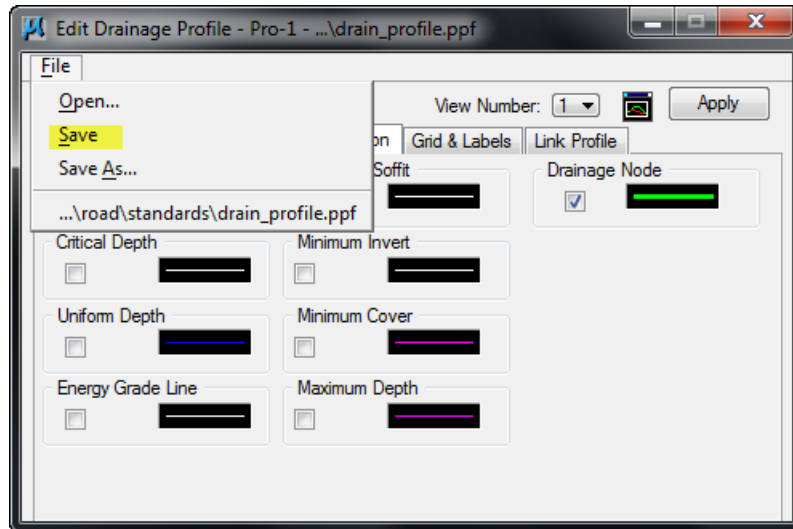 Edit Drainage Profile - Pro-1 - ...\drain_profile.ppf
File
Open...
Save
Save As...
...\road\standards\drain_profile.ppf
View Number: 1
Apply
on Grid & Labels Link Profile
Soffit
Drainage Node
Critical Depth
Minimum Invert
Uniform Depth
Minimum Cover
Energy Grade Line
Maximum Depth